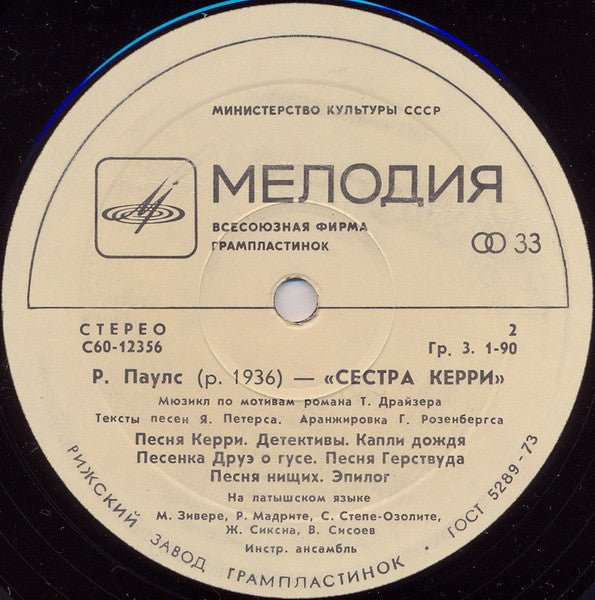 МИНИСТЕРСТВО КУЛЬТУРЫ СССР
МЕЛОДИЯ
ВСЕСОЮЗНАЯ ФИРМА
ГРАМПЛАСТИНОК
33
СТЕРЕО 2
С60-12356 Гр. 3. 1-90
Р. Паулс (р. 1936) — «СЕСТРА КЕРРИ»
Мюзикл по мотивам романа Т. Драйзера
Тексты песен Я. Петерса. Аранжировка Г. Розенбергса
Песня Керри. Детективы. Капли дождя
Песенка Друэ о гусе. Песня Герствуда
Песня нищих. Эпилог
На латышском языке
М. Зивере, Р. Мадрите, С. Степе-Озолите,
Ж. Сиксна, В. Сисоев
Инстр. ансамбль
РИЖСКИЙ ЗАВОД ГРАМПЛАСТИНОК • ГОСТ 5289-73